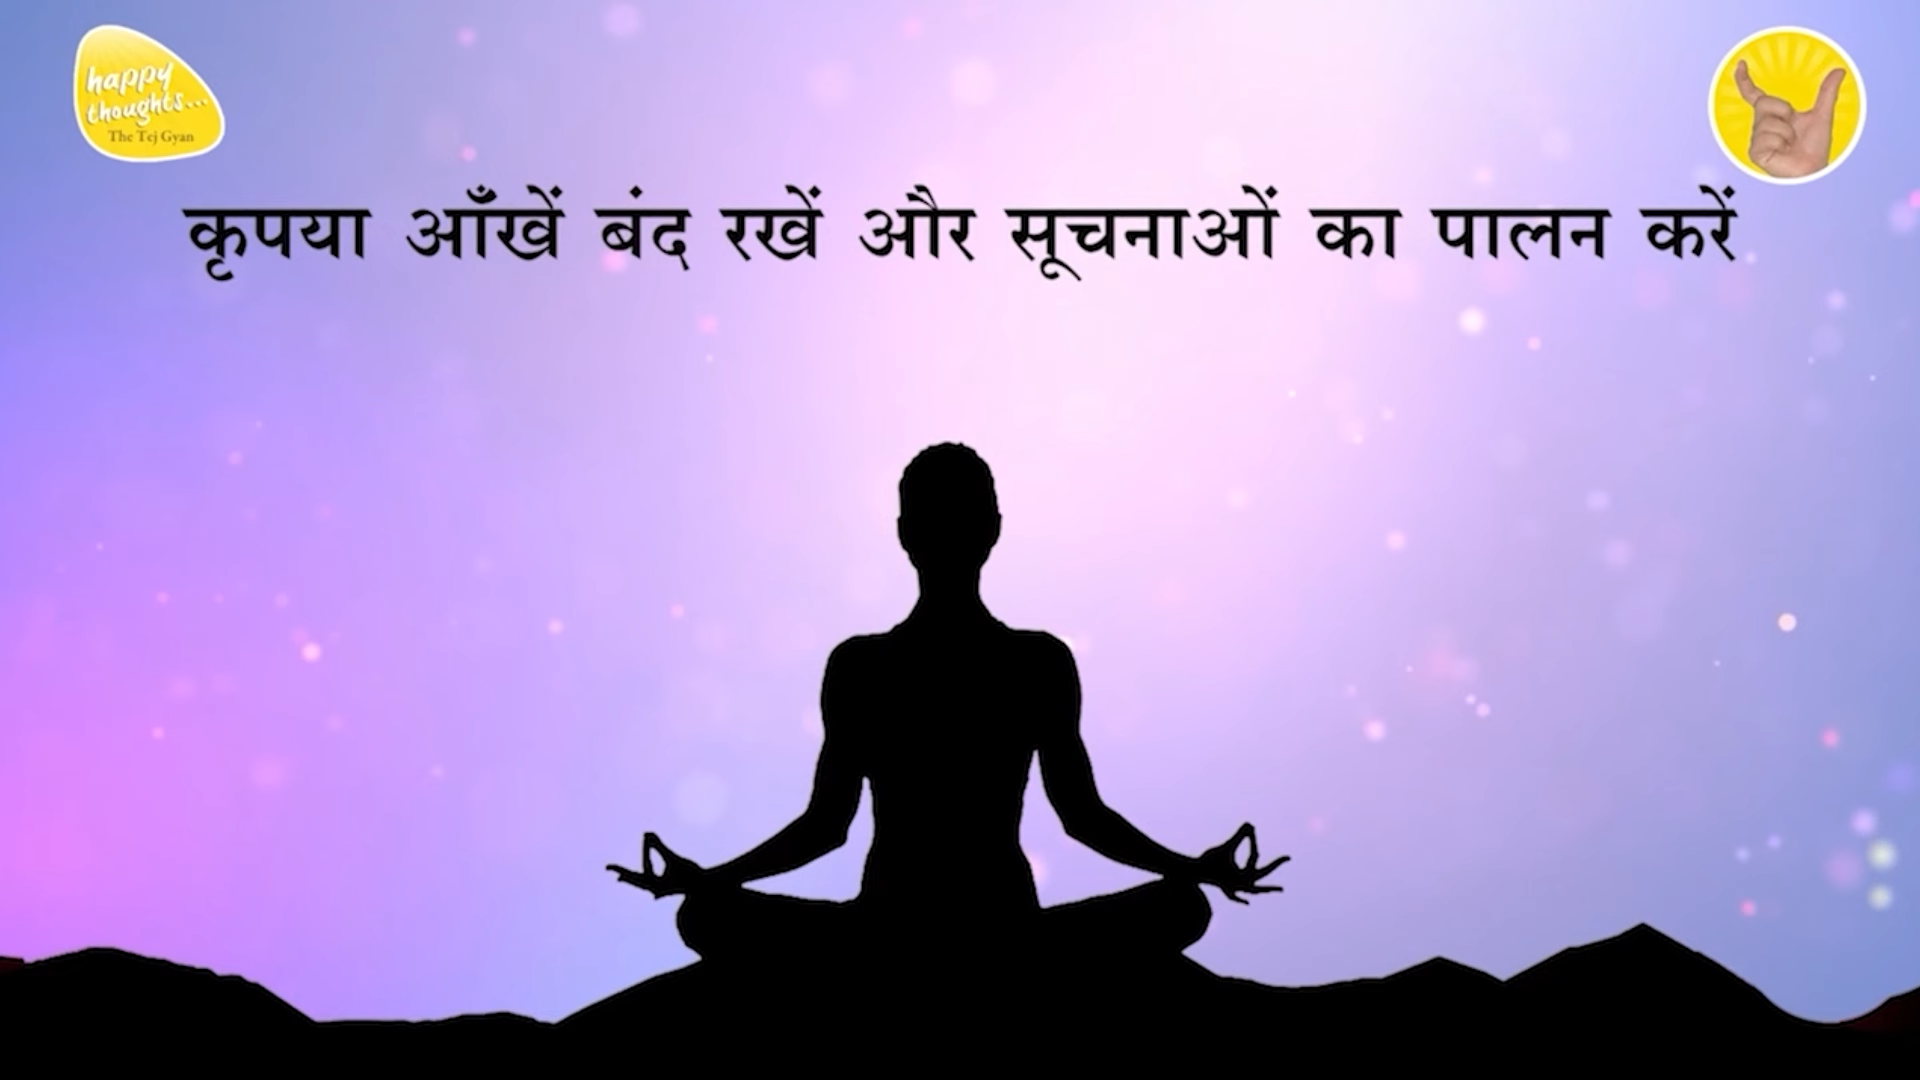 happy
thoughts...
The Tej Gyan
कृपया आँखें बंद रखें और सूचनाओं का पालन करें